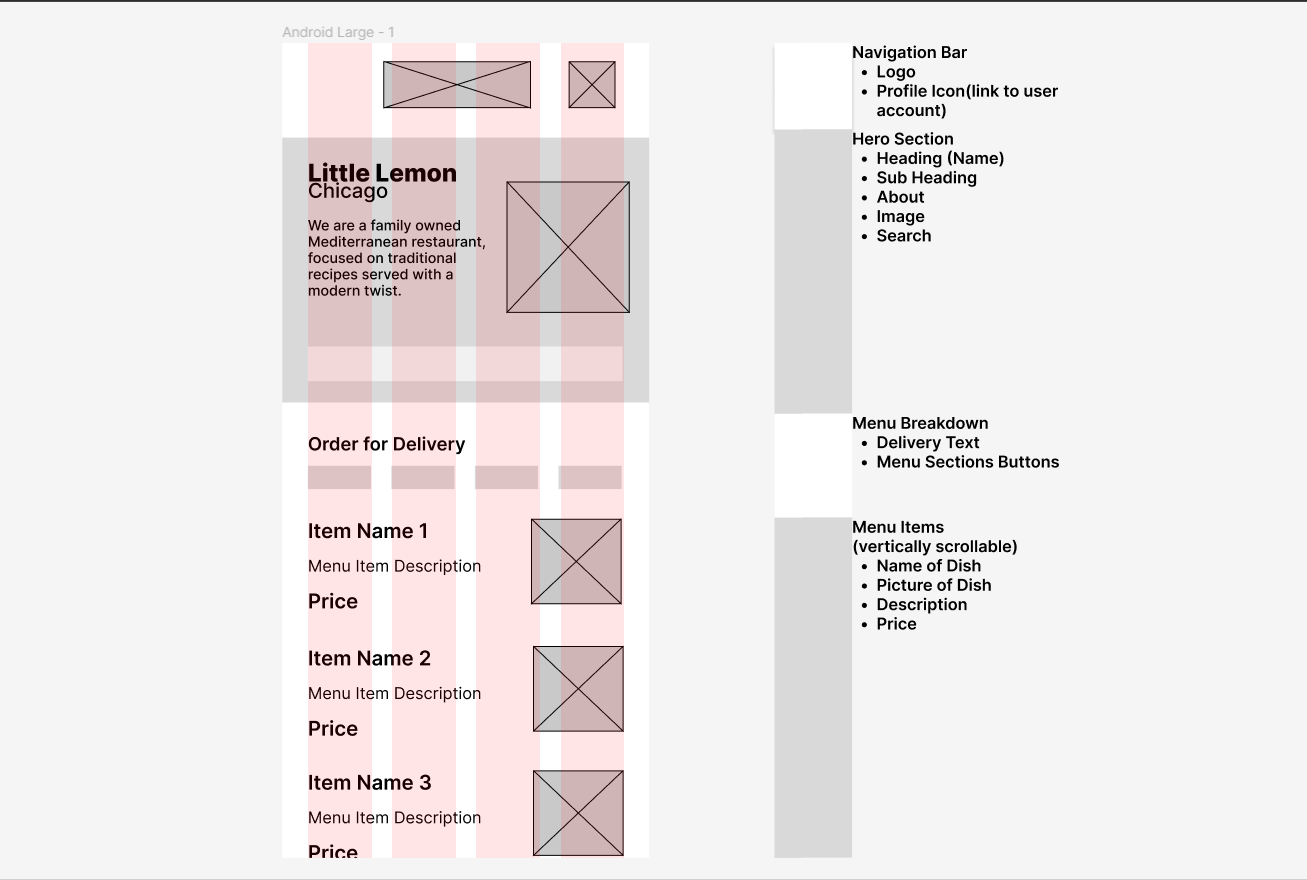 Android Large - 1
Little Lemon
Chicago
We are a family owned
Mediterranean restaurant,
focused on traditional
recipes served with a
modern twist.
Order for Delivery
Item Name 1
Menu Item Description
Price
Item Name 2
Menu Item Description
Price
Item Name 3
Menu Item Description
Price
Navigation Bar
• Logo
• Profile Icon(link to user
account)
Hero Section
• Heading (Name)
• Sub Heading
• About
• Image
• Search
Menu Breakdown
• Delivery Text
• Menu Sections Buttons
Menu Items
(vertically scrollable)
• Name of Dish
• Picture of Dish
• Description
• Price